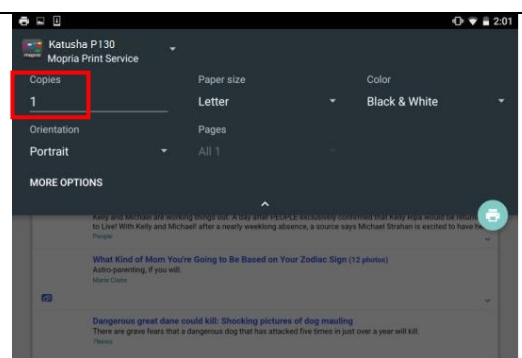 2:01
Katusha P130
Mopria Print Service
Copies
Paper size
Color
1
Letter
Black & White
Orientation
Pages
Portrait
All 1
MORE OPTIONS
Kelly and Michael are working things out. A day after PEOPLE exclusively confirmed that Kelly Ripa would be return
to Live! With Kelly and Michael! after a nearly weeklong absence, a source says Michael Strahan is excited to have he
People
What Kind of Mom You're Going to Be Based on Your Zodiac Sign (12 photos)
Astro-parenting, if you will.
Marie Claire
Dangerous great dane could kill: Shocking pictures of dog mauling
There are grave fears that a dangerous dog that has attacked five times in just over a year will kill.